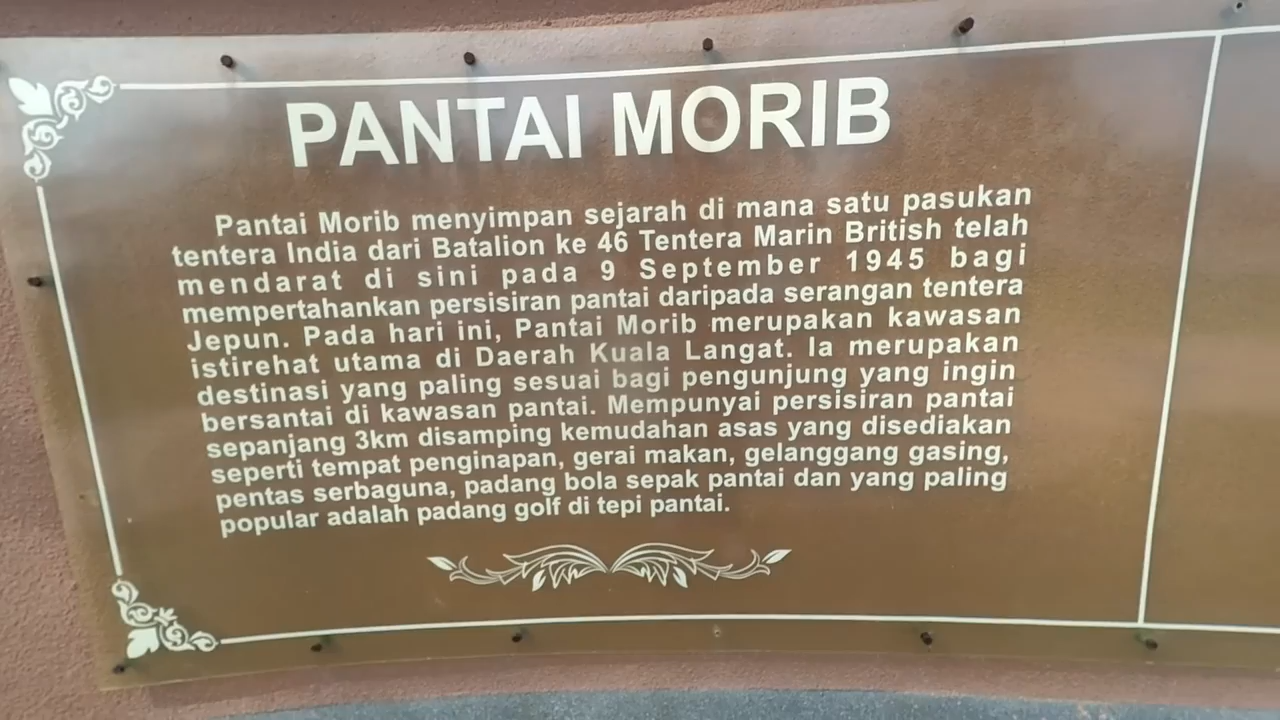 PANTAI MORIB
Pantai Morib menyimpan sejarah di mana satu pasukan
tentera India dari Batalion ke 46 Tentera Marin British telah
mendarat di sini pada 9 September 1945 bagi
mempertahankan persisiran pantai daripada serangan tentera
Jepun. Pada hari ini, Pantai Morib merupakan kawasan
istirehat utama di Daerah Kuala Langat. Ia merupakan
destinasi yang paling sesuai bagi pengunjung yang ingin
bersantai di kawasan pantai. Mempunyai persisiran pantai
sepanjang 3km disamping kemudahan asas yang disediakan
seperti tempat penginapan, gerai makan, gelanggang gasing,
pentas serbaguna, padang bola sepak pantai dan yang paling
popular adalah padang golf di tepi pantai.